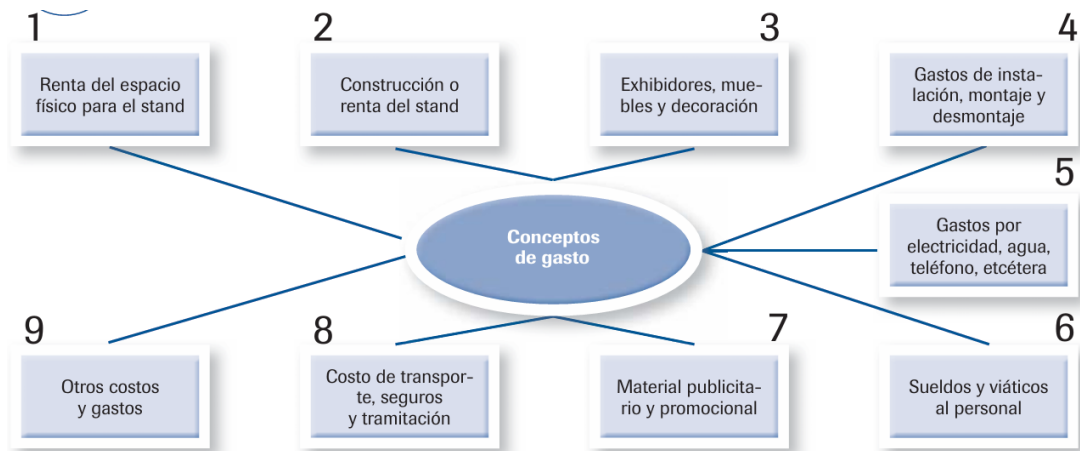 1
Renta del espacio
físico para el stand
2
Construcción o
renta del stand
3
Exhibidores, mue-
bles y decoración
4
Gastos de insta-
lación, montaje y
desmontaje
5
Gastos por
electricidad, agua,
teléfono, etcétera
Conceptos
de gasto
9
Otros costos
y gastos
8
Costo de transpor-
te, seguros
y tramitación
7
Material publicita-
rio y promocional
6
Sueldos y viáticos
al personal